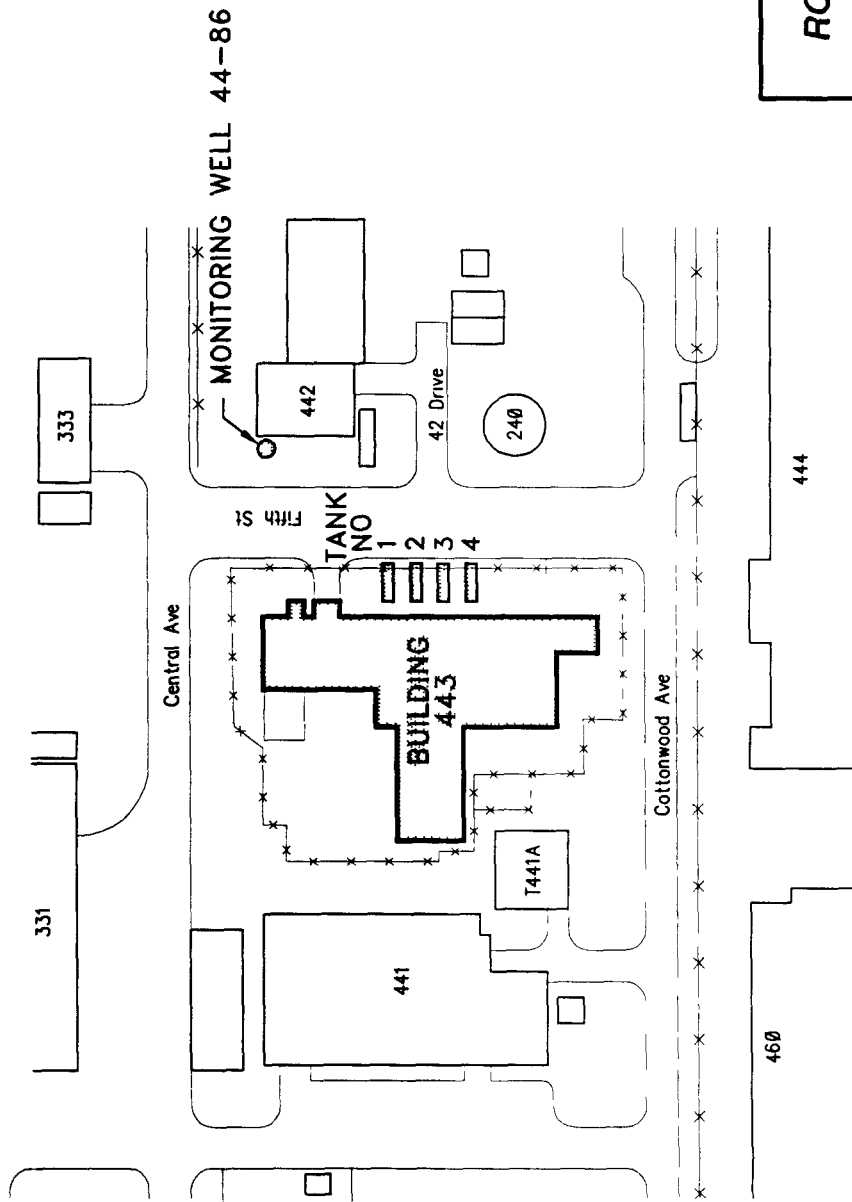 MONITORING WELL 44-86
333
442
42 Drive
240
Fifth St
TANK
NO
1
2
3
4
Central Ave
BUILDING
443
Cottonwood Ave
444
331
T441A
441
460
RO